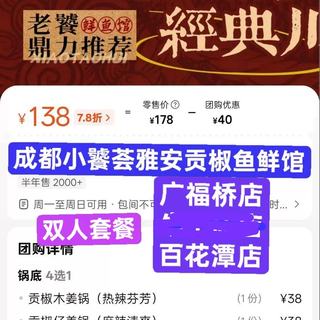 老饕
鲜鱼馆
鼎力推荐
XIAOTAOHUI
經典川
¥138
7.8折>
=
零售价?
¥178
−
团购优惠
¥40
成都小饕荟雅安贡椒鱼鲜馆
半年售 2000+
广福桥店
周一至周日可用·包间不可
时…
双人套餐
百花潭店
团购详情
锅底 4选1
贡椒木姜锅（热辣芬芳）
(1份)
¥38